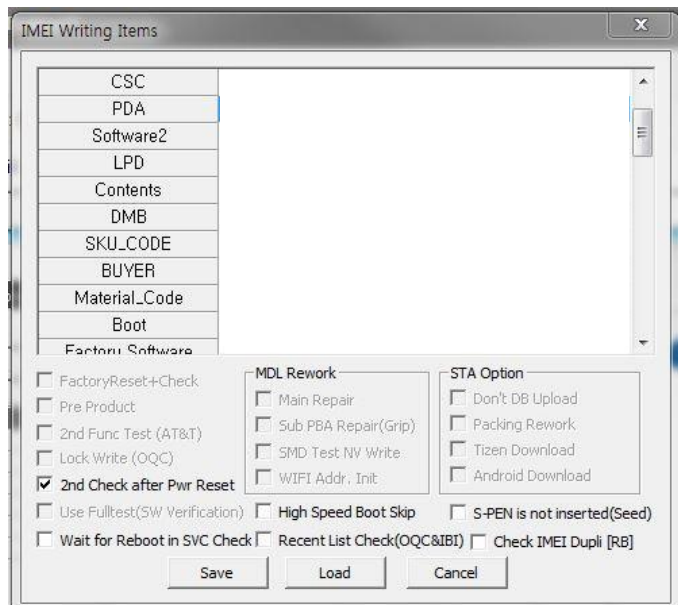 IMEI Writing Items
CSC
PDA
Software2
LPD
Contents
DMB
SKU_CODE
BUYER
Material_Code
Boot
Factory Software
FactoryReset+Check
Pre Product
2nd Func Test (AT&T)
Lock Write (OQC)
2nd Check after Pwr Reset
Use Fulltest(SW Verification)
Wait for Reboot in SVC Check
MDL Rework
Main Repair
Sub PBA Repair(Grip)
SMD Test NV Write
WIFI Addr. Init
High Speed Boot Skip
Recent List Check(OQC&IBI)
STA Option
Don't DB Upload
Packing Rework
Tizen Download
Android Download
S-PEN is not inserted(Seed)
Check IMEI Dupli [RB]
Save
Load
Cancel